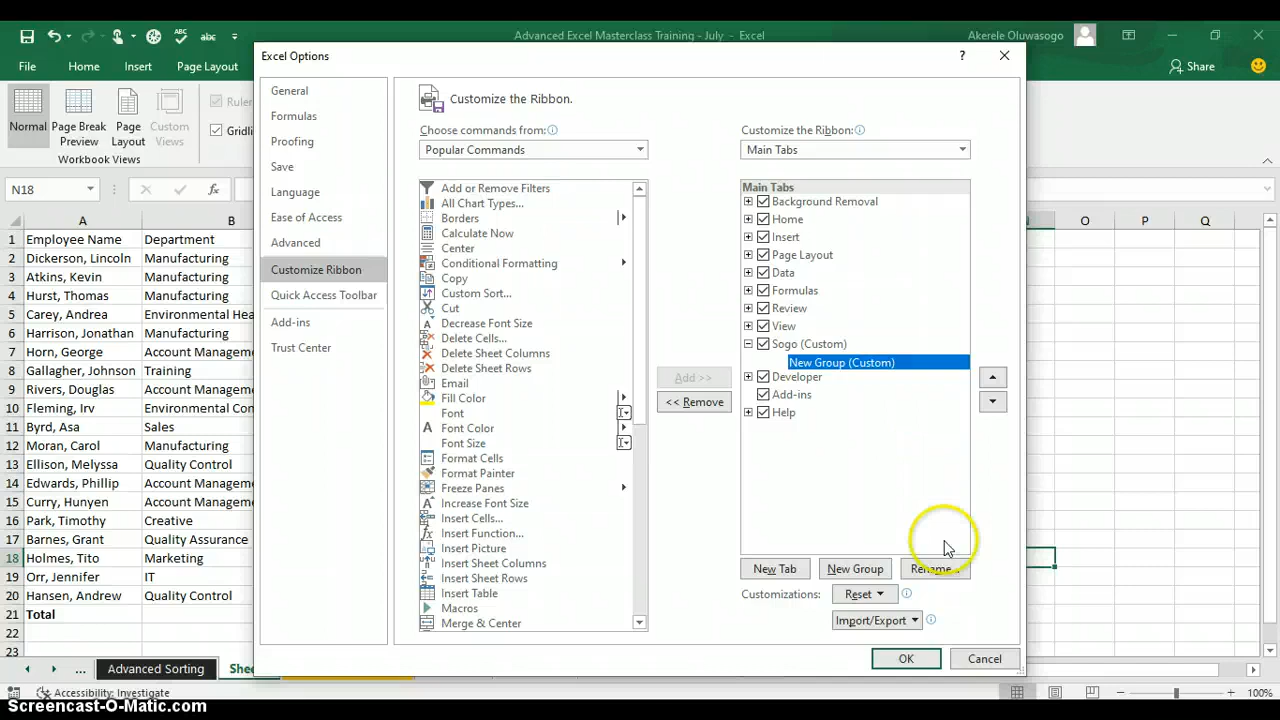 Advanced Excel Masterclass Training - July - Excel
Akerele Oluwasogo
File
Home
Insert
Page Layout
Share
Normal
Page Break Preview
Page Layout
Custom Views
Ruler
Workbook Views
Excel Options
General
Formulas
Proofing
Save
Language
Ease of Access
Advanced
Customize Ribbon
Quick Access Toolbar
Add-ins
Trust Center
Customize the Ribbon.
Choose commands from:
Popular Commands
Add or Remove Filters
All Chart Types...
Borders
Calculate Now
Center
Conditional Formatting
Copy
Custom Sort...
Cut
Decrease Font Size
Delete Cells...
Delete Sheet Columns
Delete Sheet Rows
Email
Fill Color
Font
Font Color
Font Size
Format Cells
Format Painter
Freeze Panes
Increase Font Size
Insert Cells...
Insert Function...
Insert Picture
Insert Sheet Columns
Insert Sheet Rows
Insert Table
Macros
Merge & Center
Add >>
<< Remove
Customize the Ribbon:
Main Tabs
Main Tabs
Background Removal
Home
Insert
Page Layout
Data
Formulas
Review
View
Sogo (Custom)
New Group (Custom)
Developer
Add-ins
Help
New Tab
New Group
Rename...
Customizations:
Reset
Import/Export
OK
Cancel
N18
fx
A B O P Q
1 Employee Name Department
2 Dickerson, Lincoln Manufacturing
3 Atkins, Kevin Manufacturing
4 Hurst, Thomas Manufacturing
5 Carey, Andrea Environmental Hea
6 Harrison, Jonathan Manufacturing
7 Horn, George Account Manageme
8 Gallagher, Johnson Training
9 Rivers, Douglas Account Manageme
10 Fleming, Irv Environmental Com
11 Byrd, Asa Sales
12 Moran, Carol Manufacturing
13 Ellison, Melyssa Quality Control
14 Edwards, Phillip Account Manageme
15 Curry, Hunyen Account Manageme
16 Park, Timothy Creative
17 Barnes, Grant Quality Assurance
18 Holmes, Tito Marketing
19 Orr, Jennifer IT
20 Hansen, Andrew Quality Control
21 Total
22
23
... Advanced Sorting Shee
Accessibility: Investigate
100%
Screencast-O-Matic.com